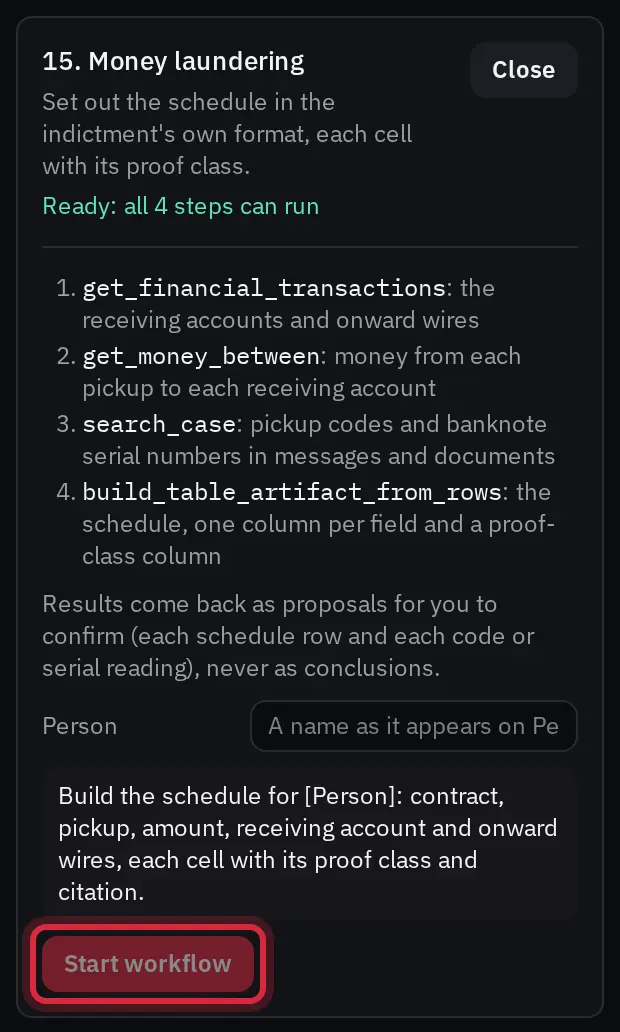 15. Money laundering
Close
Set out the schedule in the
indictment's own format, each cell
with its proof class.
Ready: all 4 steps can run
1. get_financial_transactions: the
receiving accounts and onward wires
2. get_money_between: money from each
pickup to each receiving account
3. search_case: pickup codes and banknote
serial numbers in messages and documents
4. build_table_artifact_from_rows: the
schedule, one column per field and a proof-
class column
Results come back as proposals for you to
confirm (each schedule row and each code or
serial reading), never as conclusions.
Person
A name as it appears on Pe
Build the schedule for [Person]: contract,
pickup, amount, receiving account and onward
wires, each cell with its proof class and
citation.
Start workflow